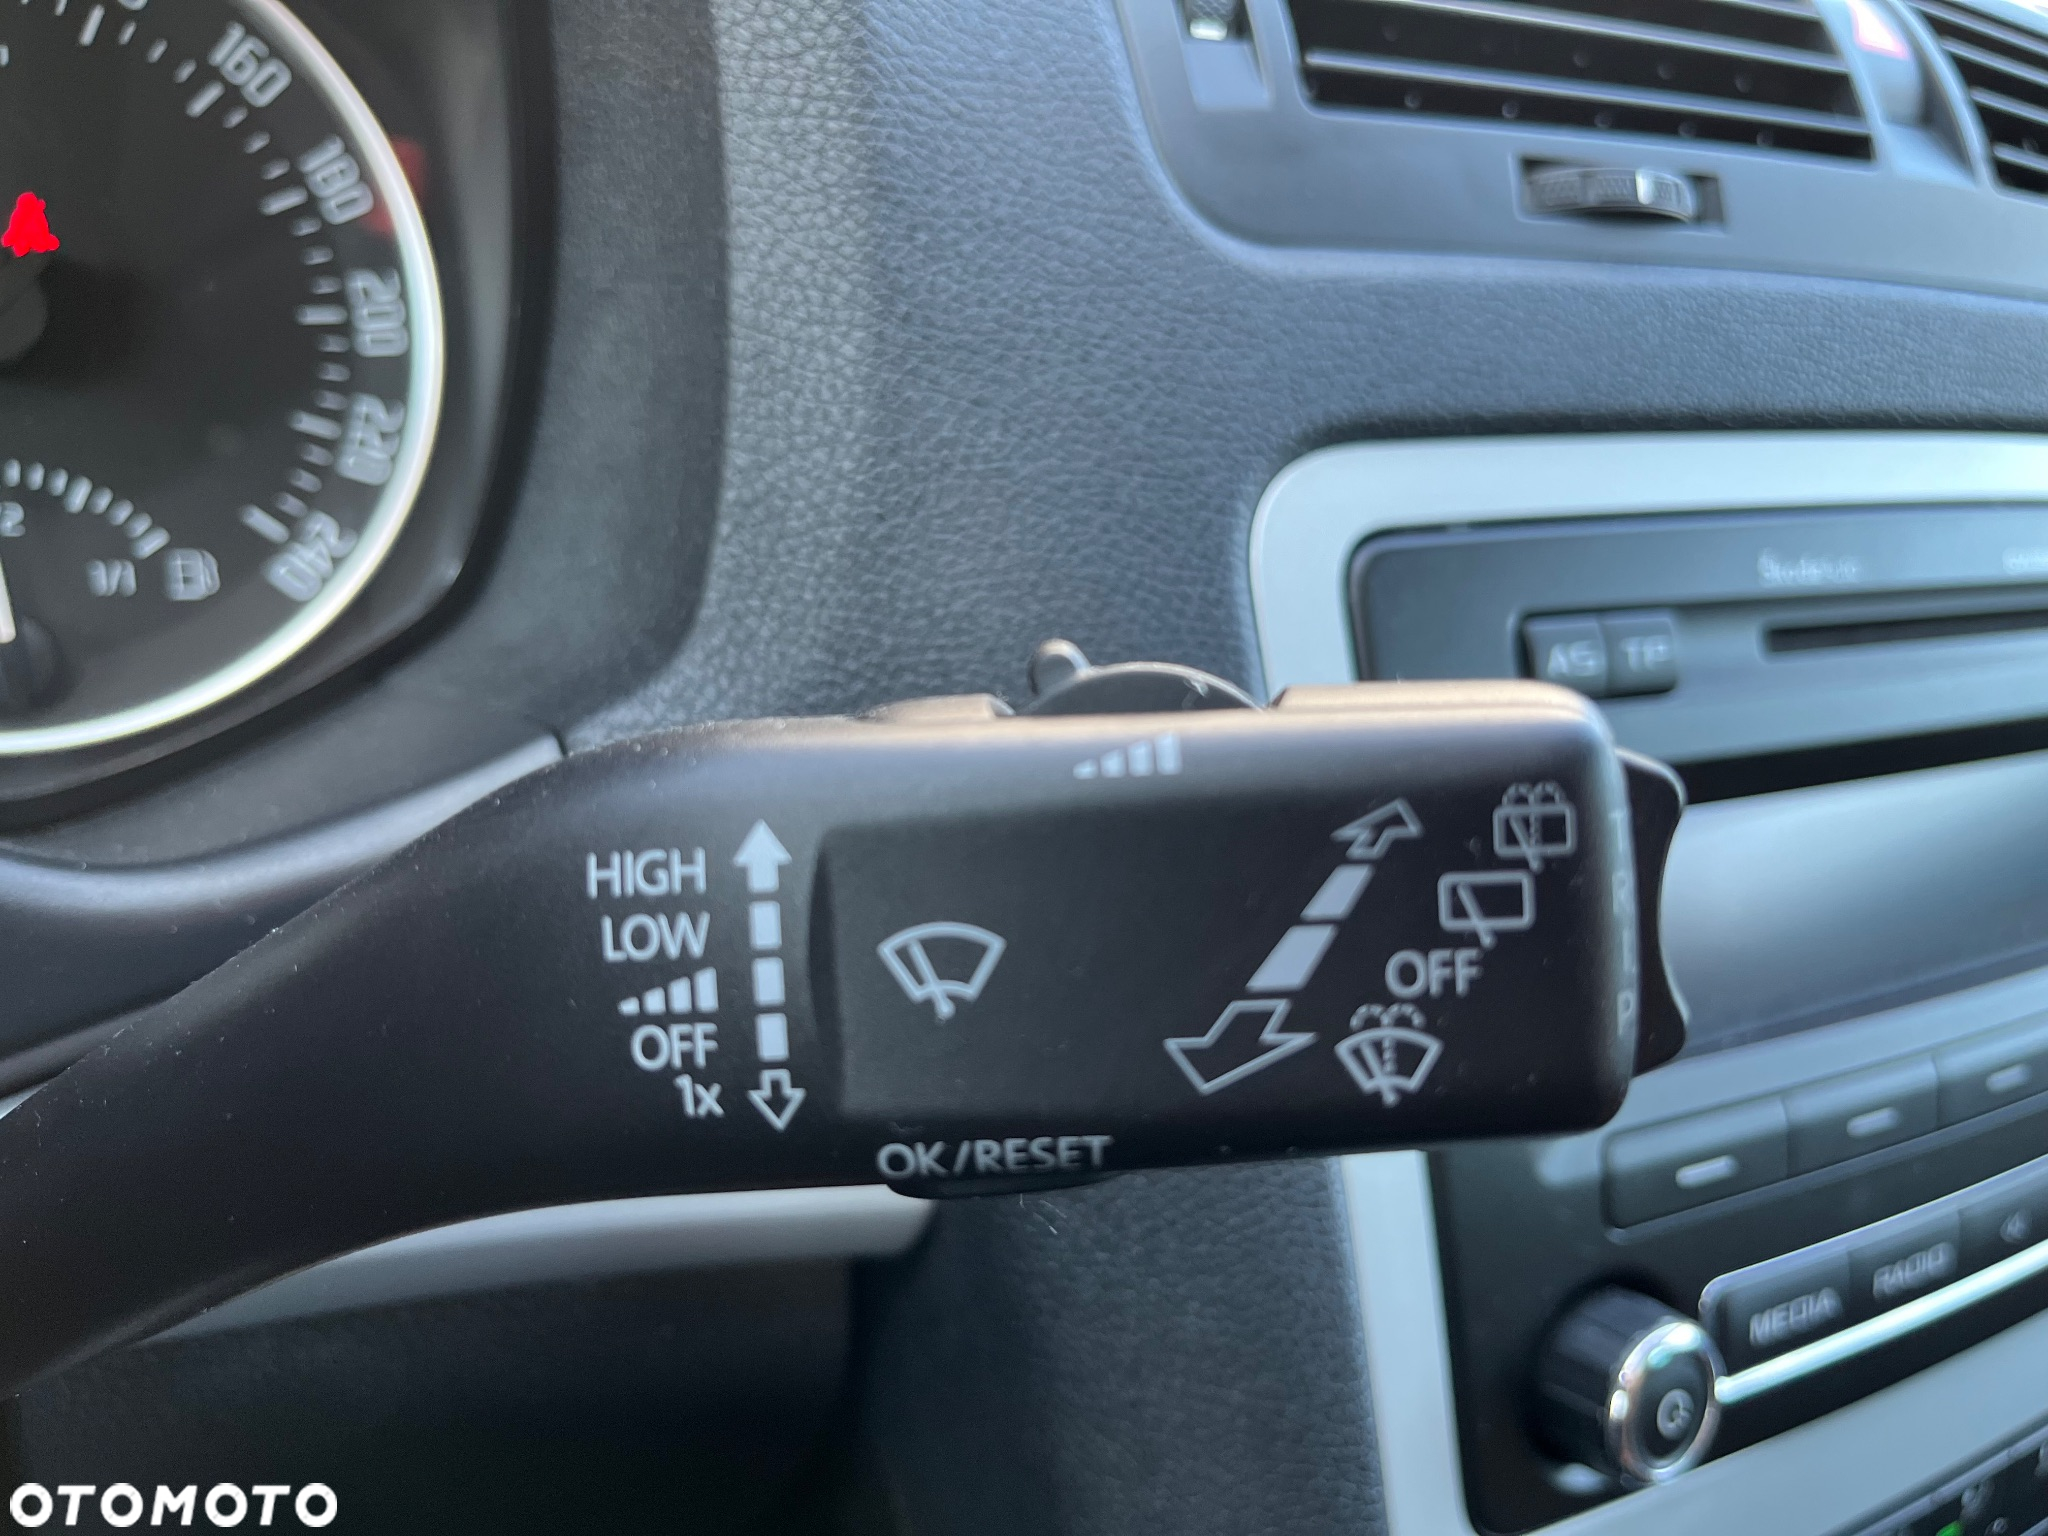 160
180
200
220
240
1/1
AS TP
HIGH
LOW
OFF
1x
OFF
OK/RESET
MEDIA
RADIO
OTOMOTO